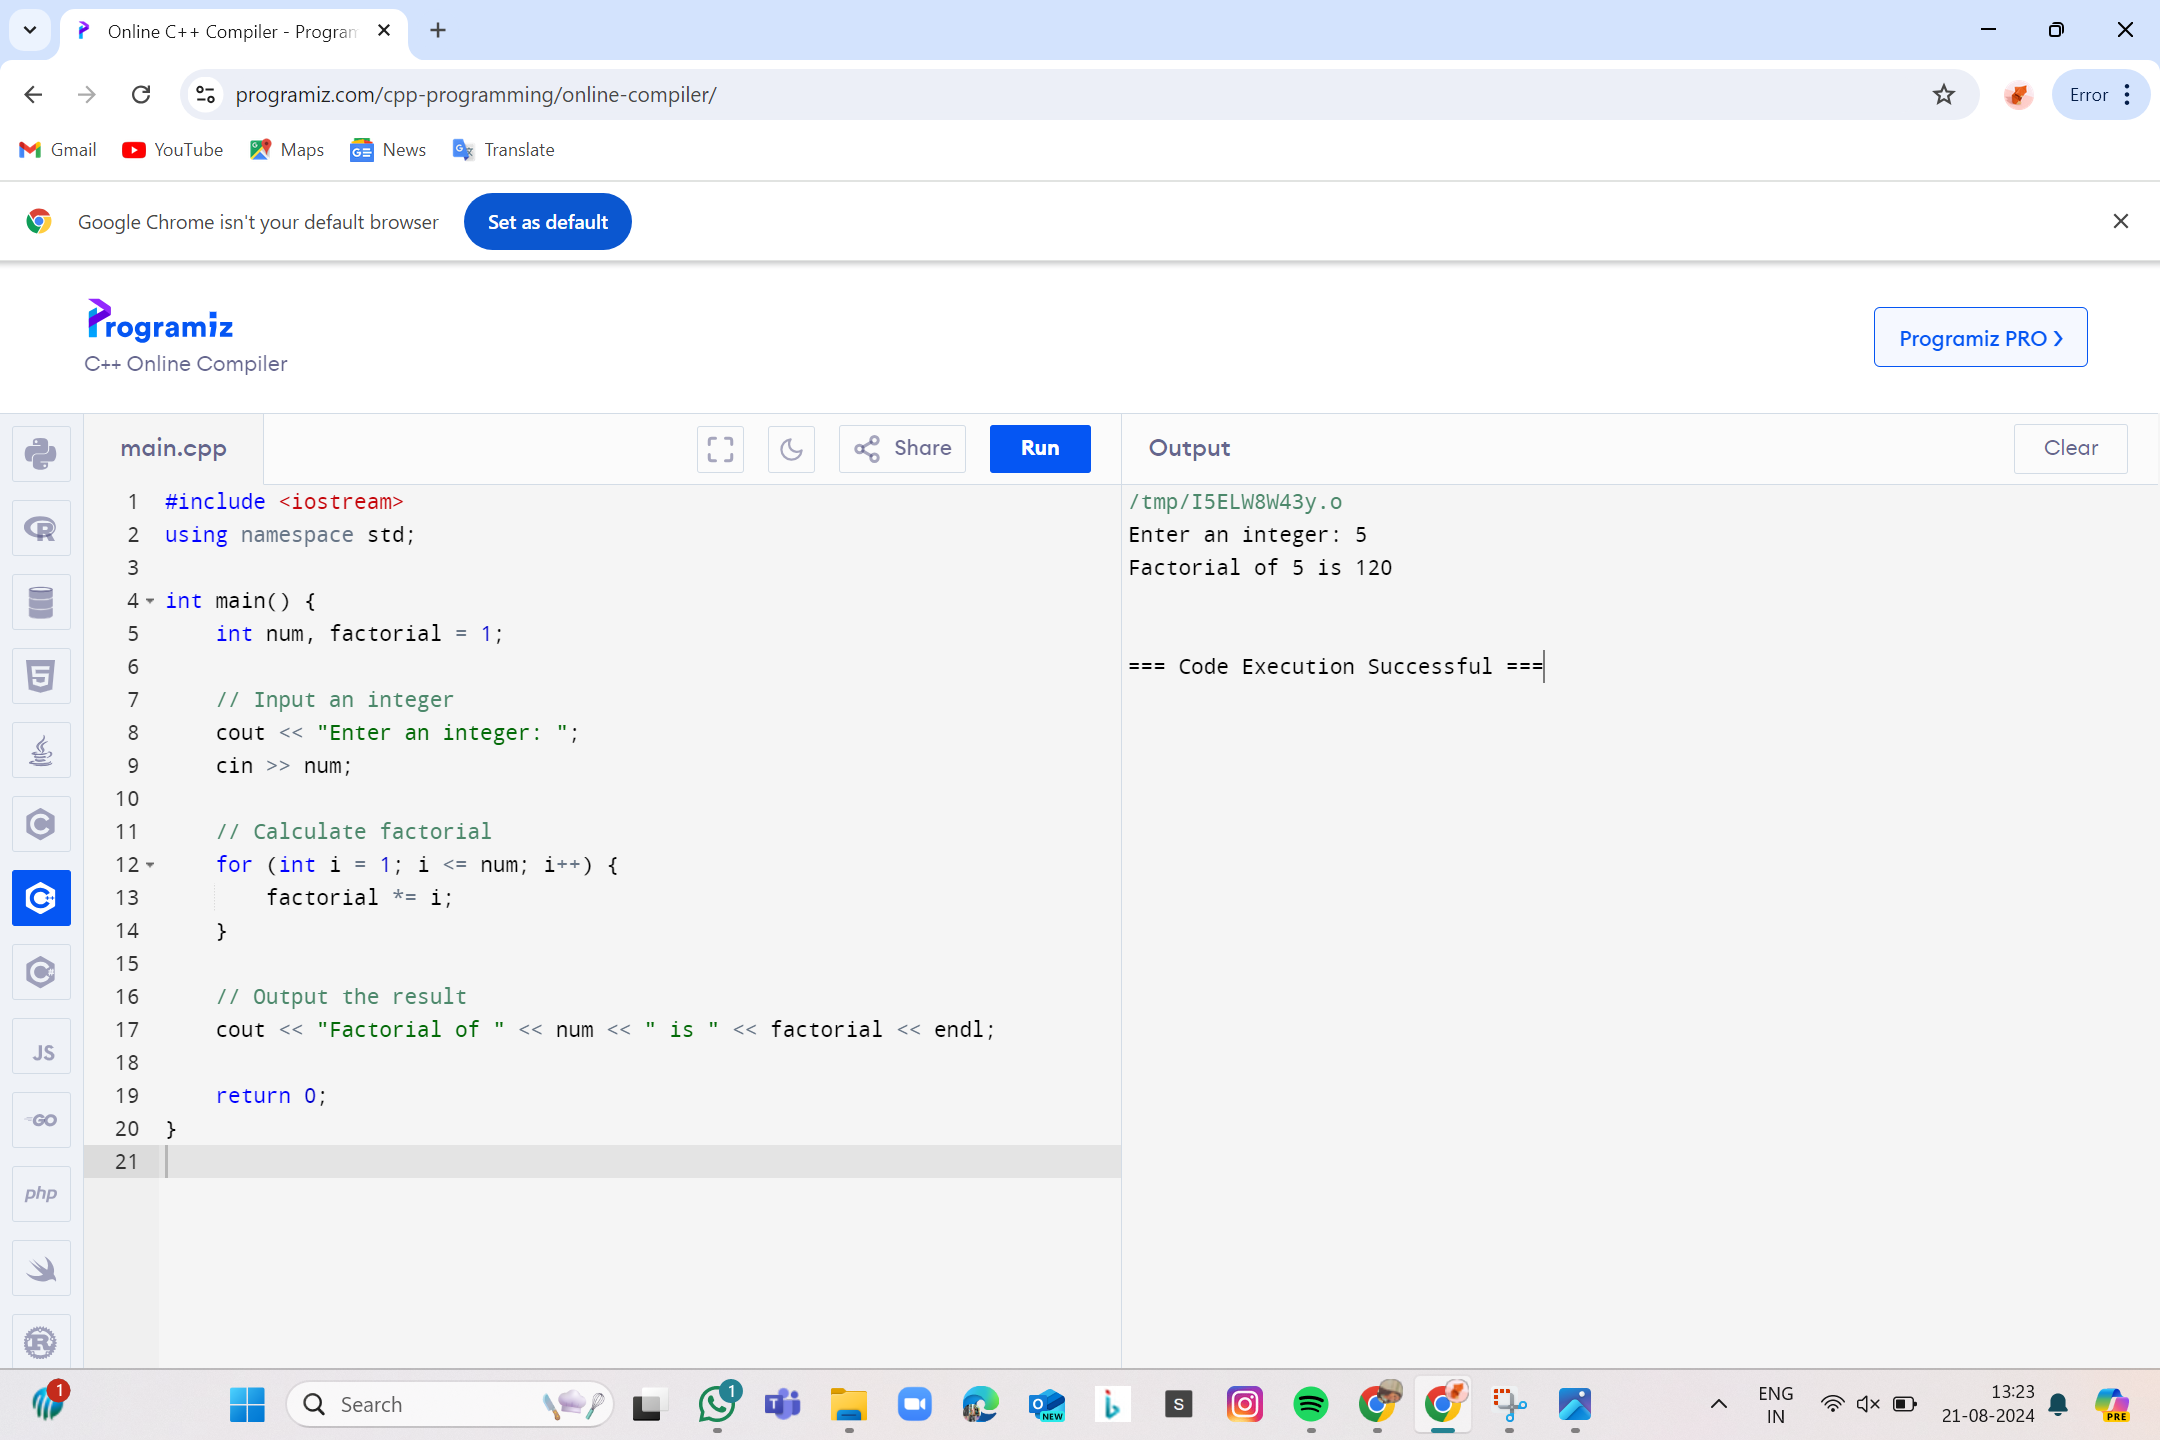 Online C++ Compiler - Program
programiz.com/cpp-programming/online-compiler/
Error
Gmail
YouTube
Maps
News
Translate
Google Chrome isn't your default browser
Set as default
Programiz
C++ Online Compiler
Programiz PRO
main.cpp
Share
Run
Output
Clear
1 #include <iostream>
2 using namespace std;
3
4 int main() {
5     int num, factorial = 1;
6
7     // Input an integer
8     cout << "Enter an integer: ";
9     cin >> num;
10
11     // Calculate factorial
12     for (int i = 1; i <= num; i++) {
13         factorial *= i;
14     }
15
16     // Output the result
17     cout << "Factorial of " << num << " is " << factorial << endl;
18
19     return 0;
20 }
21
/tmp/I5ELW8W43y.o
Enter an integer: 5
Factorial of 5 is 120
=== Code Execution Successful ===
R
5
C
C++
C#
JS
GO
php
R
1
Search
1
T
O
NEW
b
S
ENG
IN
13:23
21-08-2024
PRE